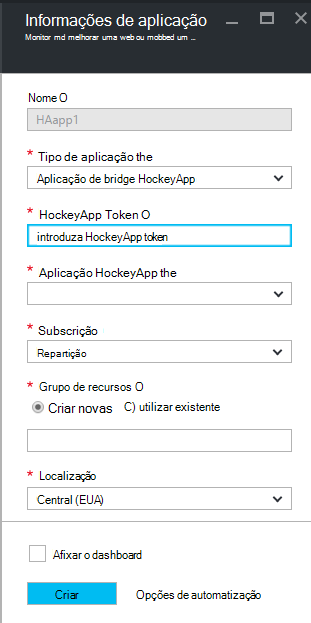 Informações de aplicação
Monitor md melhorar uma web ou mobbed um ...
Nome O
HAapp1
* Tipo de aplicação the
Aplicação de bridge HockeyApp
* HockeyApp Token O
introduza HockeyApp token
* Aplicação HockeyApp the
* Subscrição
Repartição
* Grupo de recursos O
Criar novas C) utilizar existente
* Localização
Central (EUA)
Afixar o dashboard
Criar Opções de automatização